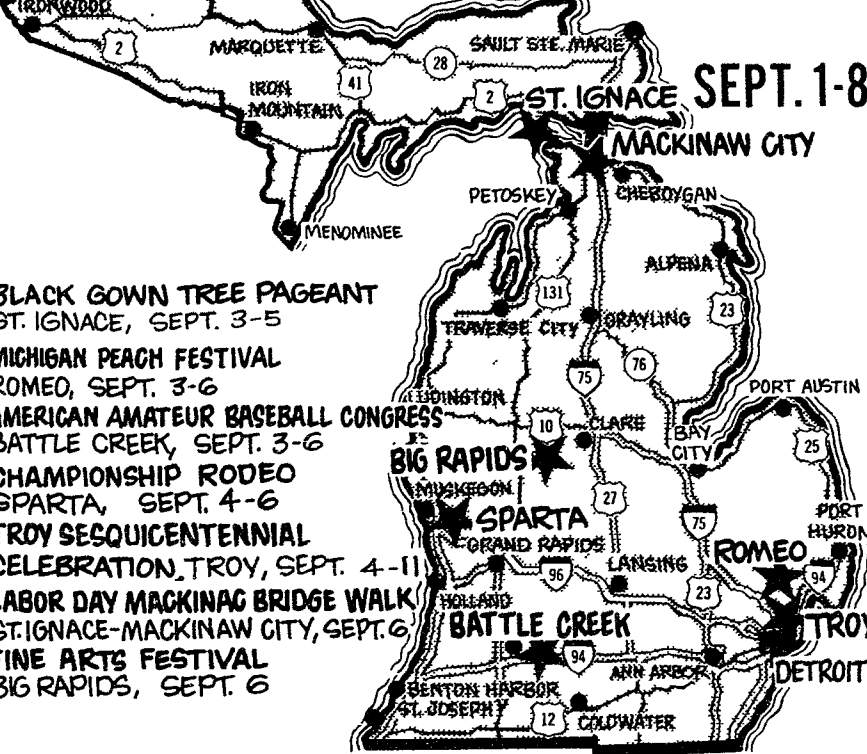 IRONWOOD
2
MARQUETTE
41
28
SAULT STE. MARIE
IRON
MOUNTAIN
2
ST. IGNACE
SEPT. 1-8
MACKINAW CITY
PETOSKEY
CHEBOYGAN
MENOMINEE
ALPENA
131
23
TRAVERSE CITY
GRAYLING
76
75
PORT AUSTIN
LUDINGTON
10
CLARE
BAY
CITY
25
BIG RAPIDS
MUSKEGON
27
75
SPARTA
PORT
HURON
GRAND RAPIDS
96
LANSING
ROMEO
94
23
HOLLAND
BATTLE CREEK
TROY
94
ANN ARBOR
DETROIT
BENTON HARBOR
ST. JOSEPH
12
COLDWATER
BLACK GOWN TREE PAGEANT
ST. IGNACE, SEPT. 3-5
MICHIGAN PEACH FESTIVAL
ROMEO, SEPT. 3-6
AMERICAN AMATEUR BASEBALL CONGRESS
BATTLE CREEK, SEPT. 3-6
CHAMPIONSHIP RODEO
SPARTA, SEPT. 4-6
TROY SESQUICENTENNIAL
CELEBRATION, TROY, SEPT. 4-11
LABOR DAY MACKINAC BRIDGE WALK
ST. IGNACE-MACKINAW CITY, SEPT. 6
FINE ARTS FESTIVAL
BIG RAPIDS, SEPT. 6